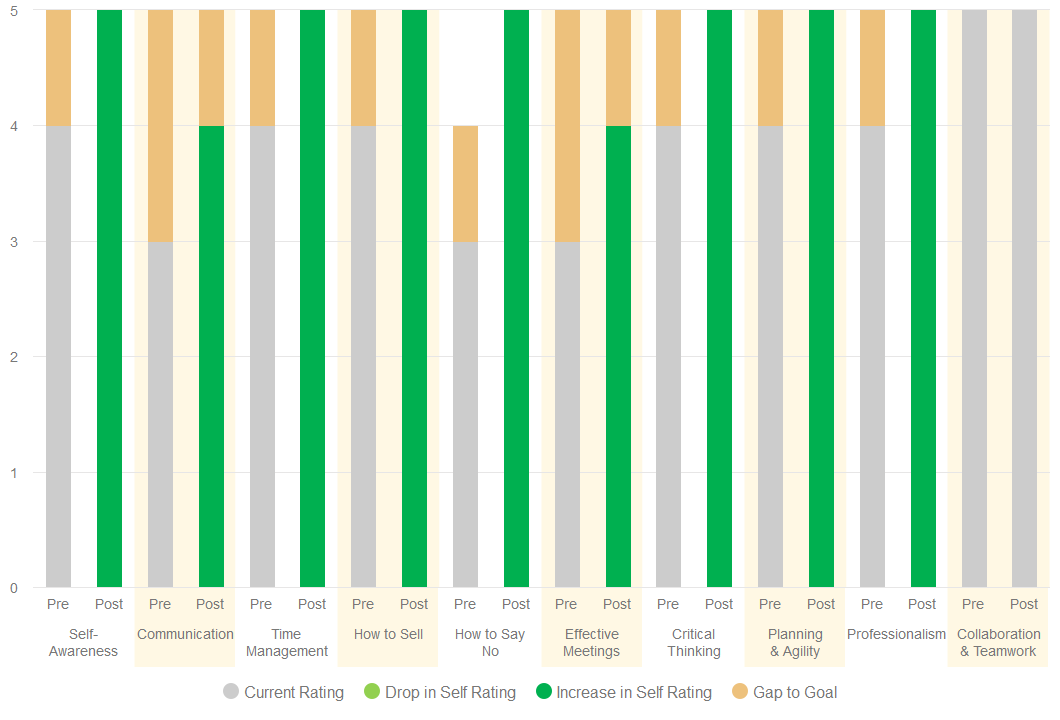 5
4
3
2
1
0
Pre Post Pre Post Pre Post Pre Post Pre Post Pre Post Pre Post Pre Post Pre Post Pre Post
Self- Communication Time How to Sell How to Say Effective Critical Planning Professionalism Collaboration
Awareness Management No Meetings Thinking & Agility & Teamwork
Current Rating Drop in Self Rating Increase in Self Rating Gap to Goal